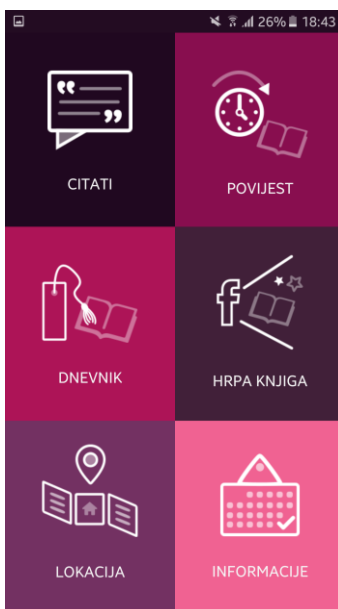 26% 18:43
CITATI
POVIJEST
DNEVNIK
HRPA KNJIGA
LOKACIJA
INFORMACIJE